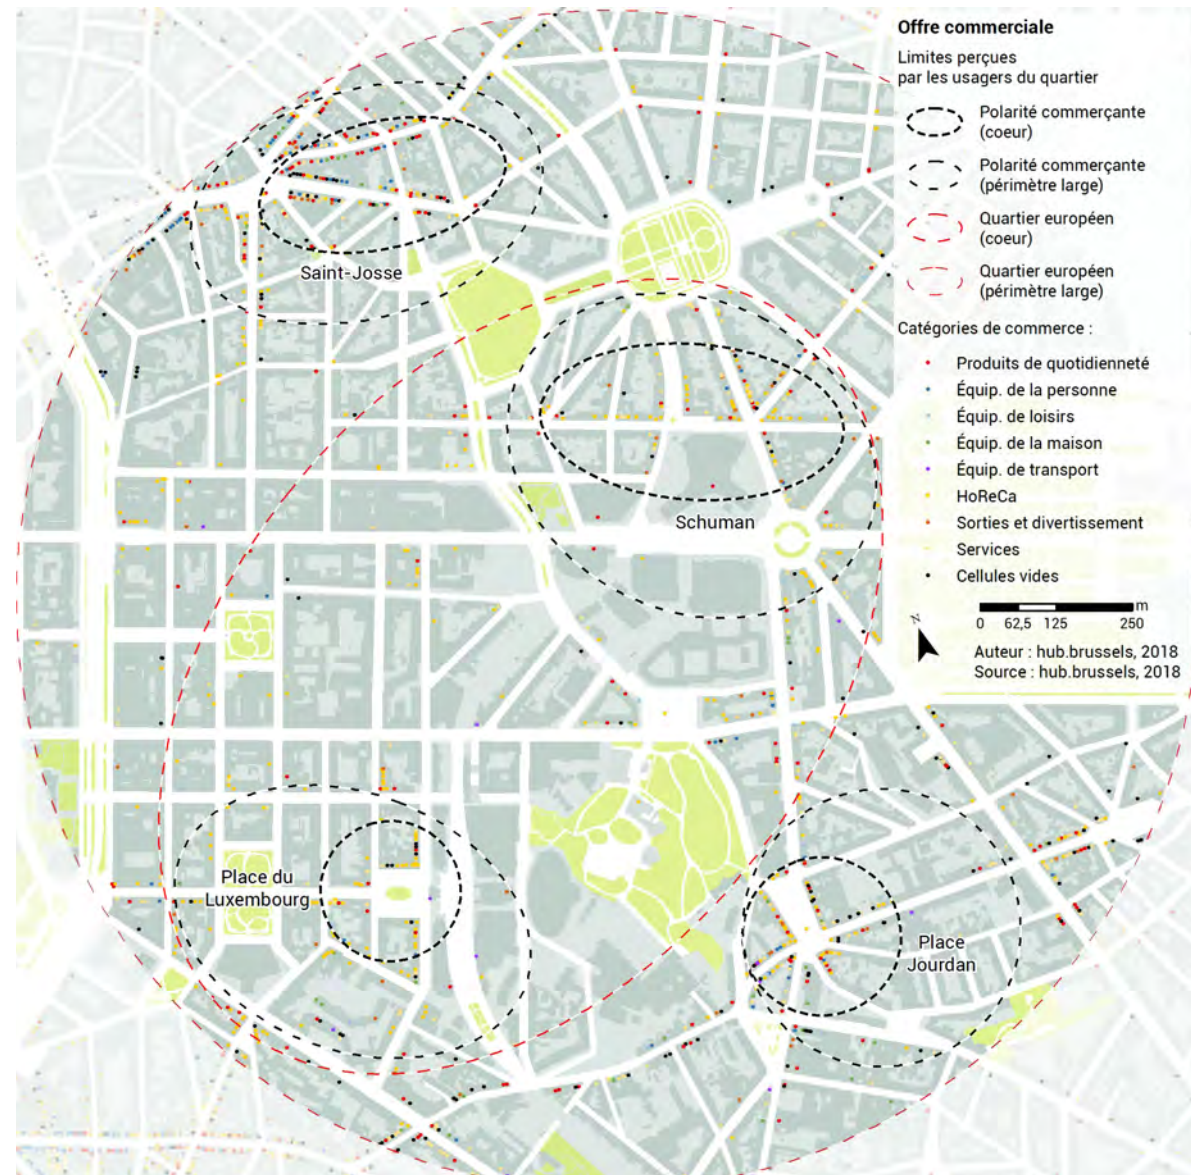 Offre commerciale
Limites perçues
par les usagers du quartier
Polarité commerçante
(coeur)
Polarité commerçante
(périmètre large)
Quartier européen
(coeur)
Quartier européen
(périmètre large)
Catégories de commerce :
Produits de quotidienneté
Équip. de la personne
Équip. de loisirs
Équip. de la maison
Équip. de transport
HoReCa
Sorties et divertissement
Services
Cellules vides
N
m
0 62,5 125 250
Auteur : hub.brussels, 2018
Source : hub.brussels, 2018
Saint-Josse
Schuman
Place du
Luxembourg
Place
Jourdan